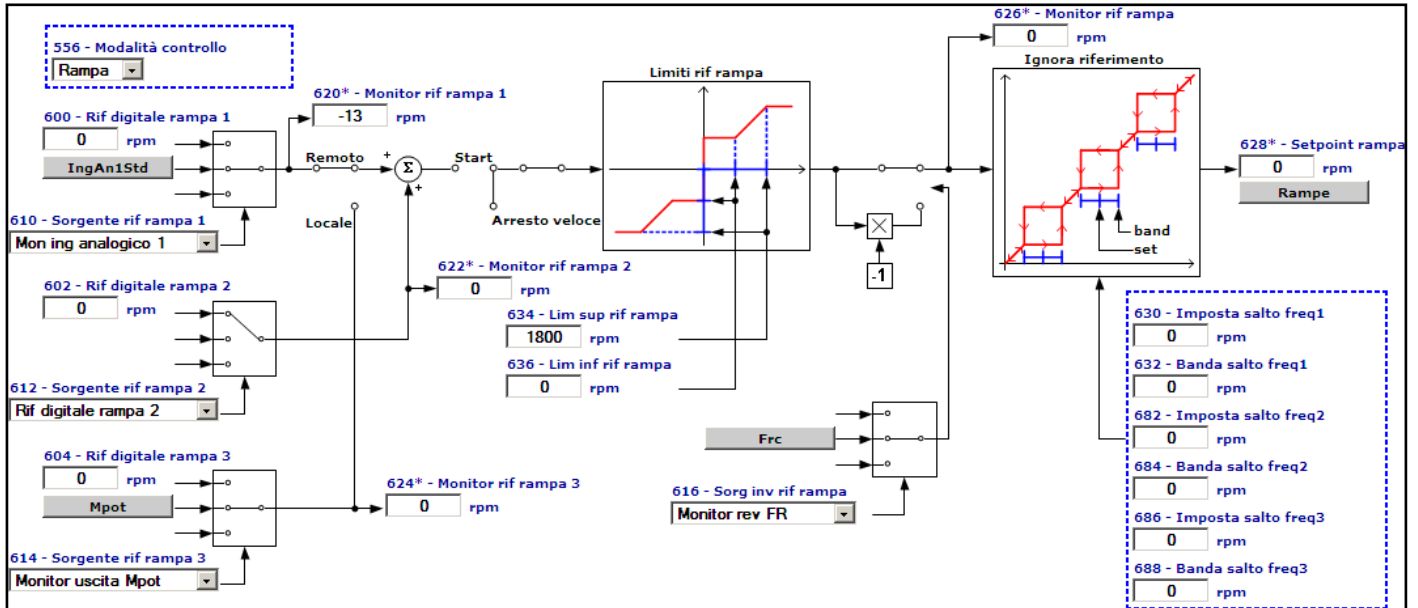 556 - Modalità controllo
Rampa
600 - Rif digitale rampa 1
0 rpm
IngAn1Std
610 - Sorgente rif rampa 1
Mon ing analogico 1
620* - Monitor rif rampa 1
-13 rpm
Remoto
Locale
+
Σ
+
Start
Arresto veloce
602 - Rif digitale rampa 2
0 rpm
612 - Sorgente rif rampa 2
Rif digitale rampa 2
622* - Monitor rif rampa 2
0 rpm
604 - Rif digitale rampa 3
0 rpm
Mpot
614 - Sorgente rif rampa 3
Monitor uscita Mpot
624* - Monitor rif rampa 3
0 rpm
Limiti rif rampa
634 - Lim sup rif rampa
1800 rpm
636 - Lim inf rif rampa
0 rpm
×
-1
Frc
616 - Sorg inv rif rampa
Monitor rev FR
626* - Monitor rif rampa
0 rpm
Ignora riferimento
band
set
628* - Setpoint rampa
0 rpm
Rampe
630 - Imposta salto freq1
0 rpm
632 - Banda salto freq1
0 rpm
682 - Imposta salto freq2
0 rpm
684 - Banda salto freq2
0 rpm
686 - Imposta salto freq3
0 rpm
688 - Banda salto freq3
0 rpm